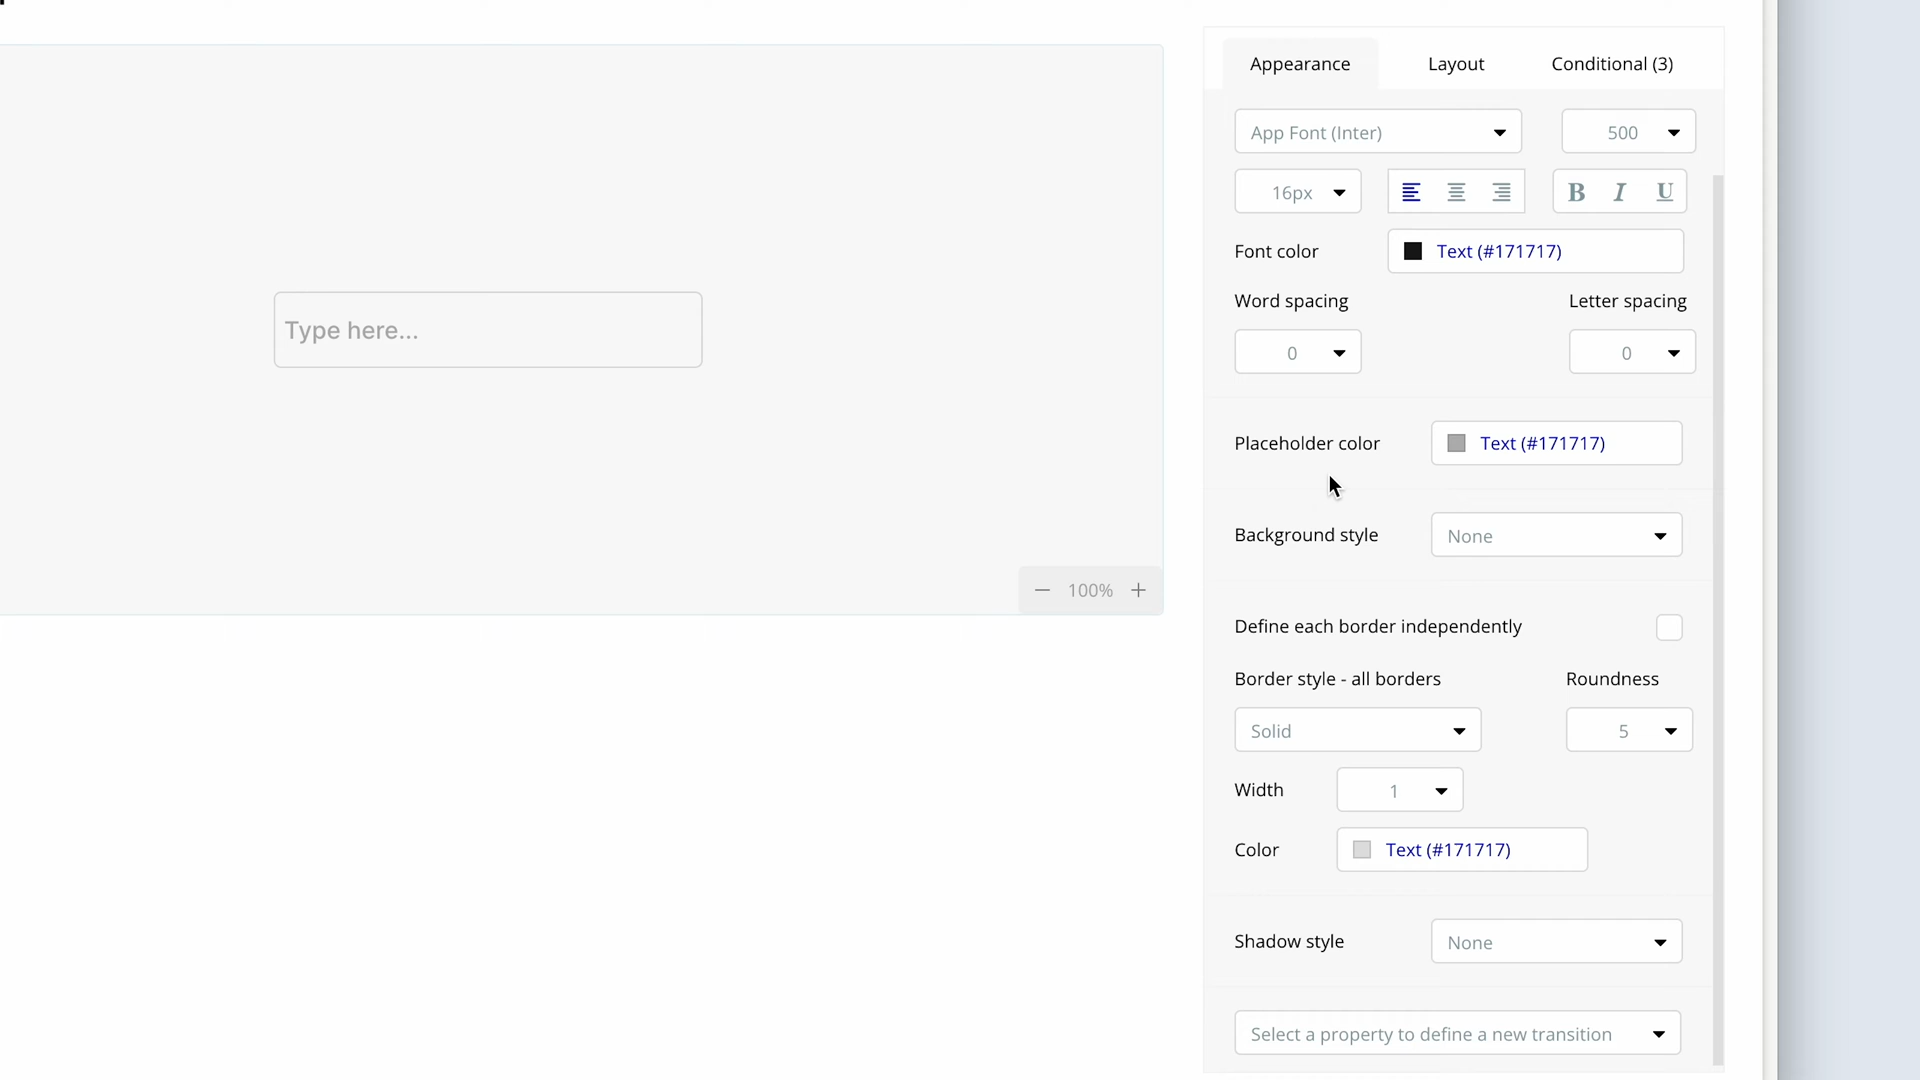 Appearance
Layout
Conditional (3)
App Font (Inter)
500
16px
B I U
Font color
Text (#171717)
Word spacing
Letter spacing
0
0
Type here...
Placeholder color
Text (#171717)
Background style
None
100%
Define each border independently
Border style - all borders
Roundness
Solid
5
Width
1
Color
Text (#171717)
Shadow style
None
Select a property to define a new transition